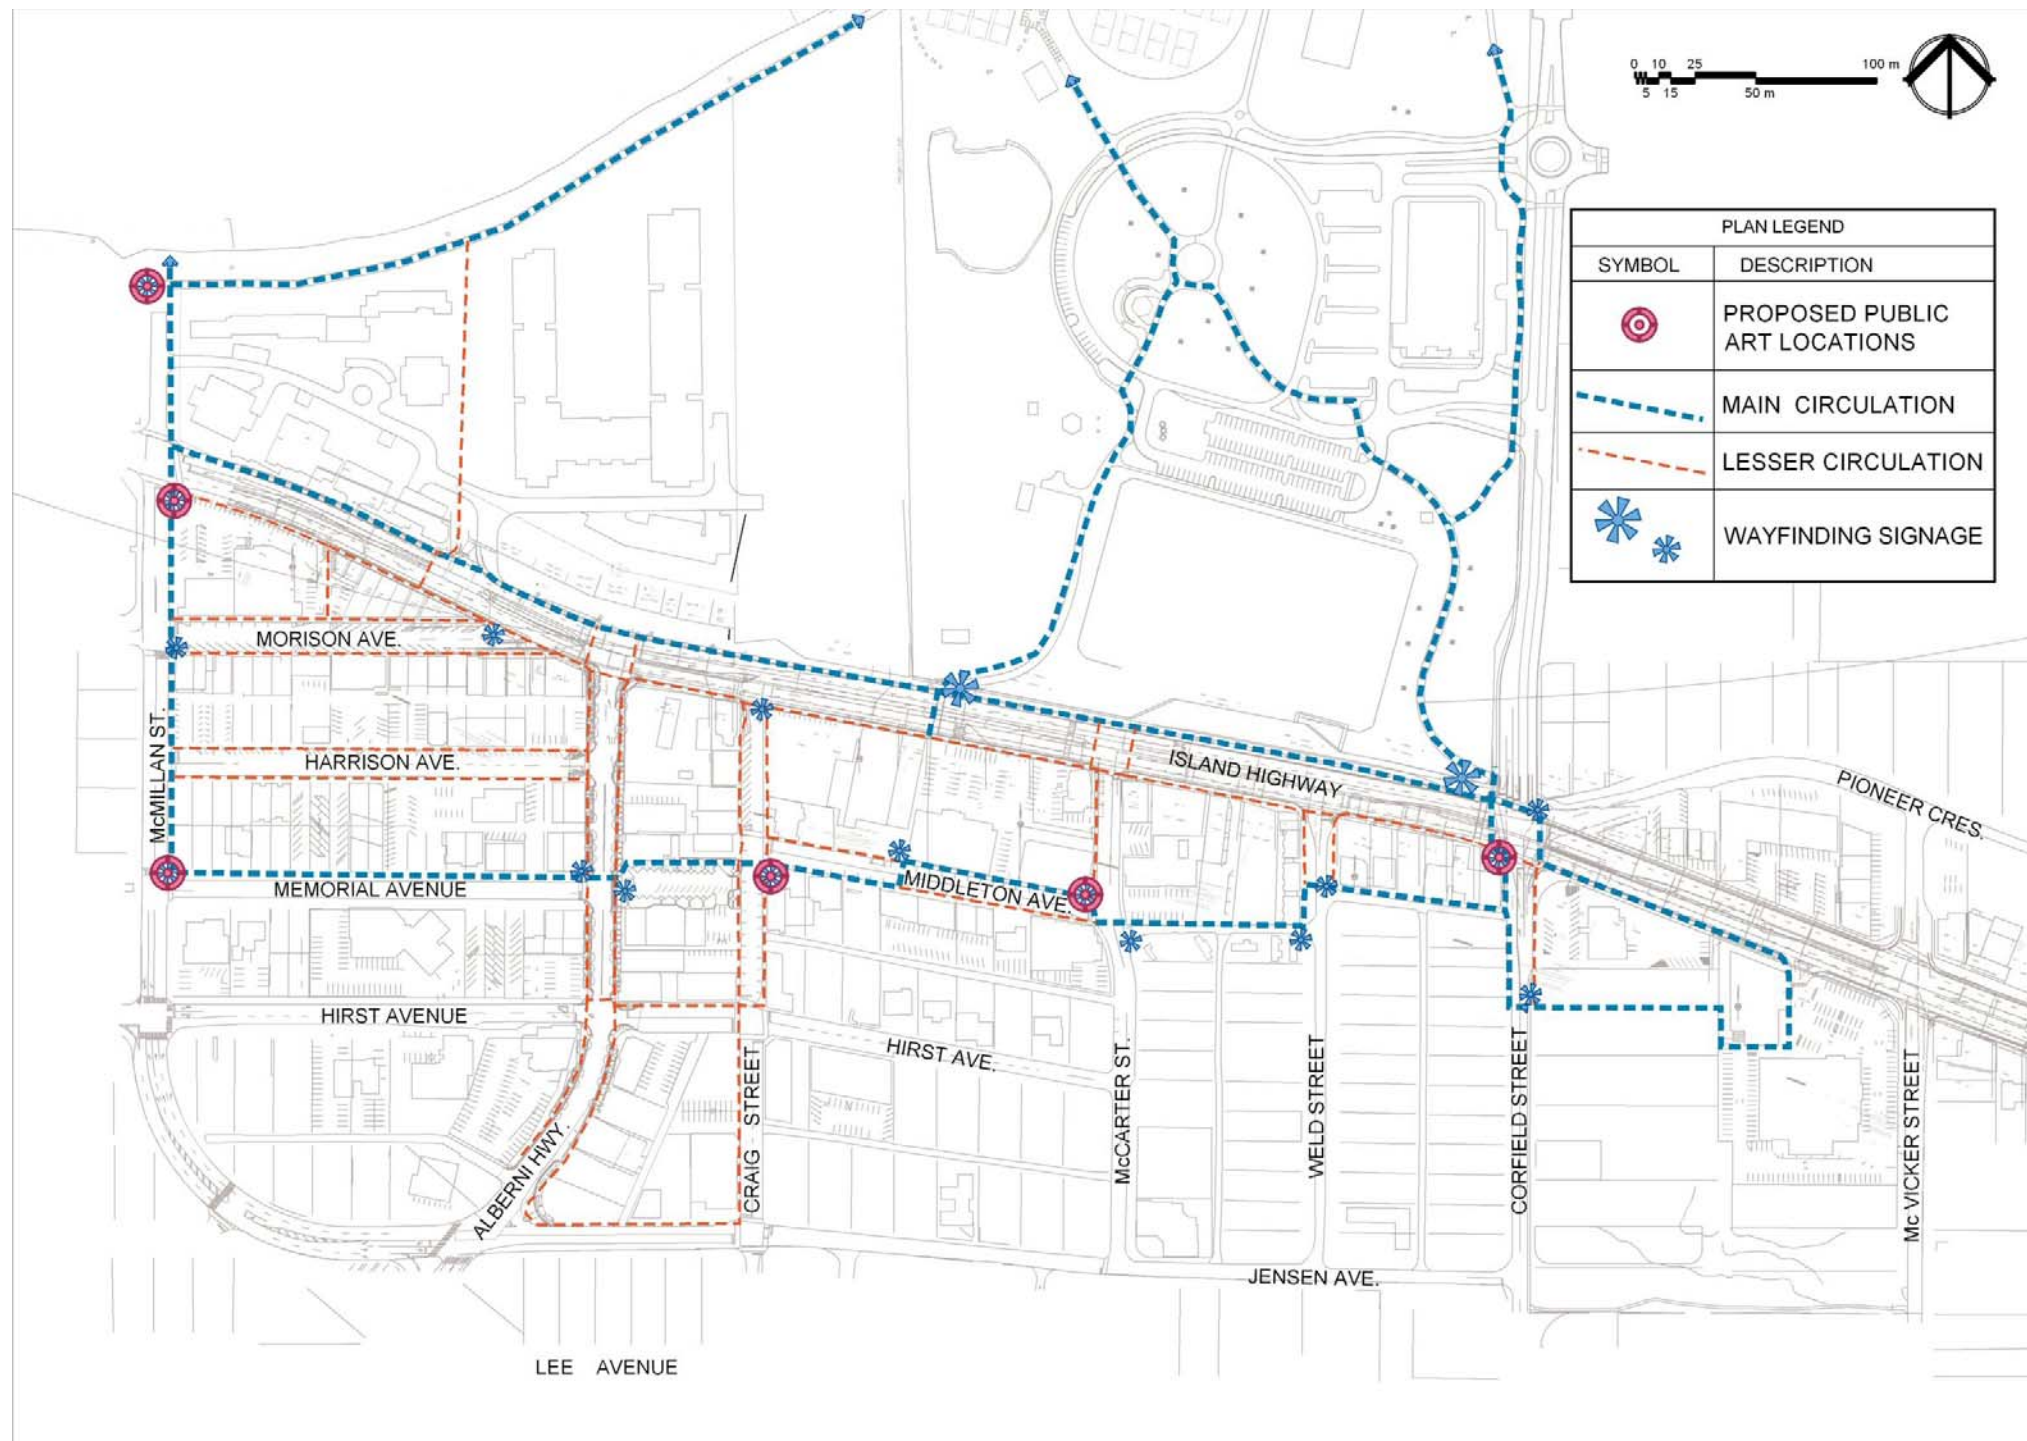 0 10 25 100 m
5 15 50 m
PLAN LEGEND
SYMBOL DESCRIPTION
PROPOSED PUBLIC
ART LOCATIONS
MAIN CIRCULATION
LESSER CIRCULATION
WAYFINDING SIGNAGE
MORISON AVE.
McMILLAN ST.
HARRISON AVE.
ISLAND HIGHWAY
PIONEER CRES.
MEMORIAL AVENUE
MIDDLETON AVE.
HIRST AVENUE
HIRST AVE.
ALBERNI HWY.
CRAIG STREET
McCARTER ST.
WELD STREET
CORFIELD STREET
Mc VICKER STREET
JENSEN AVE.
LEE AVENUE